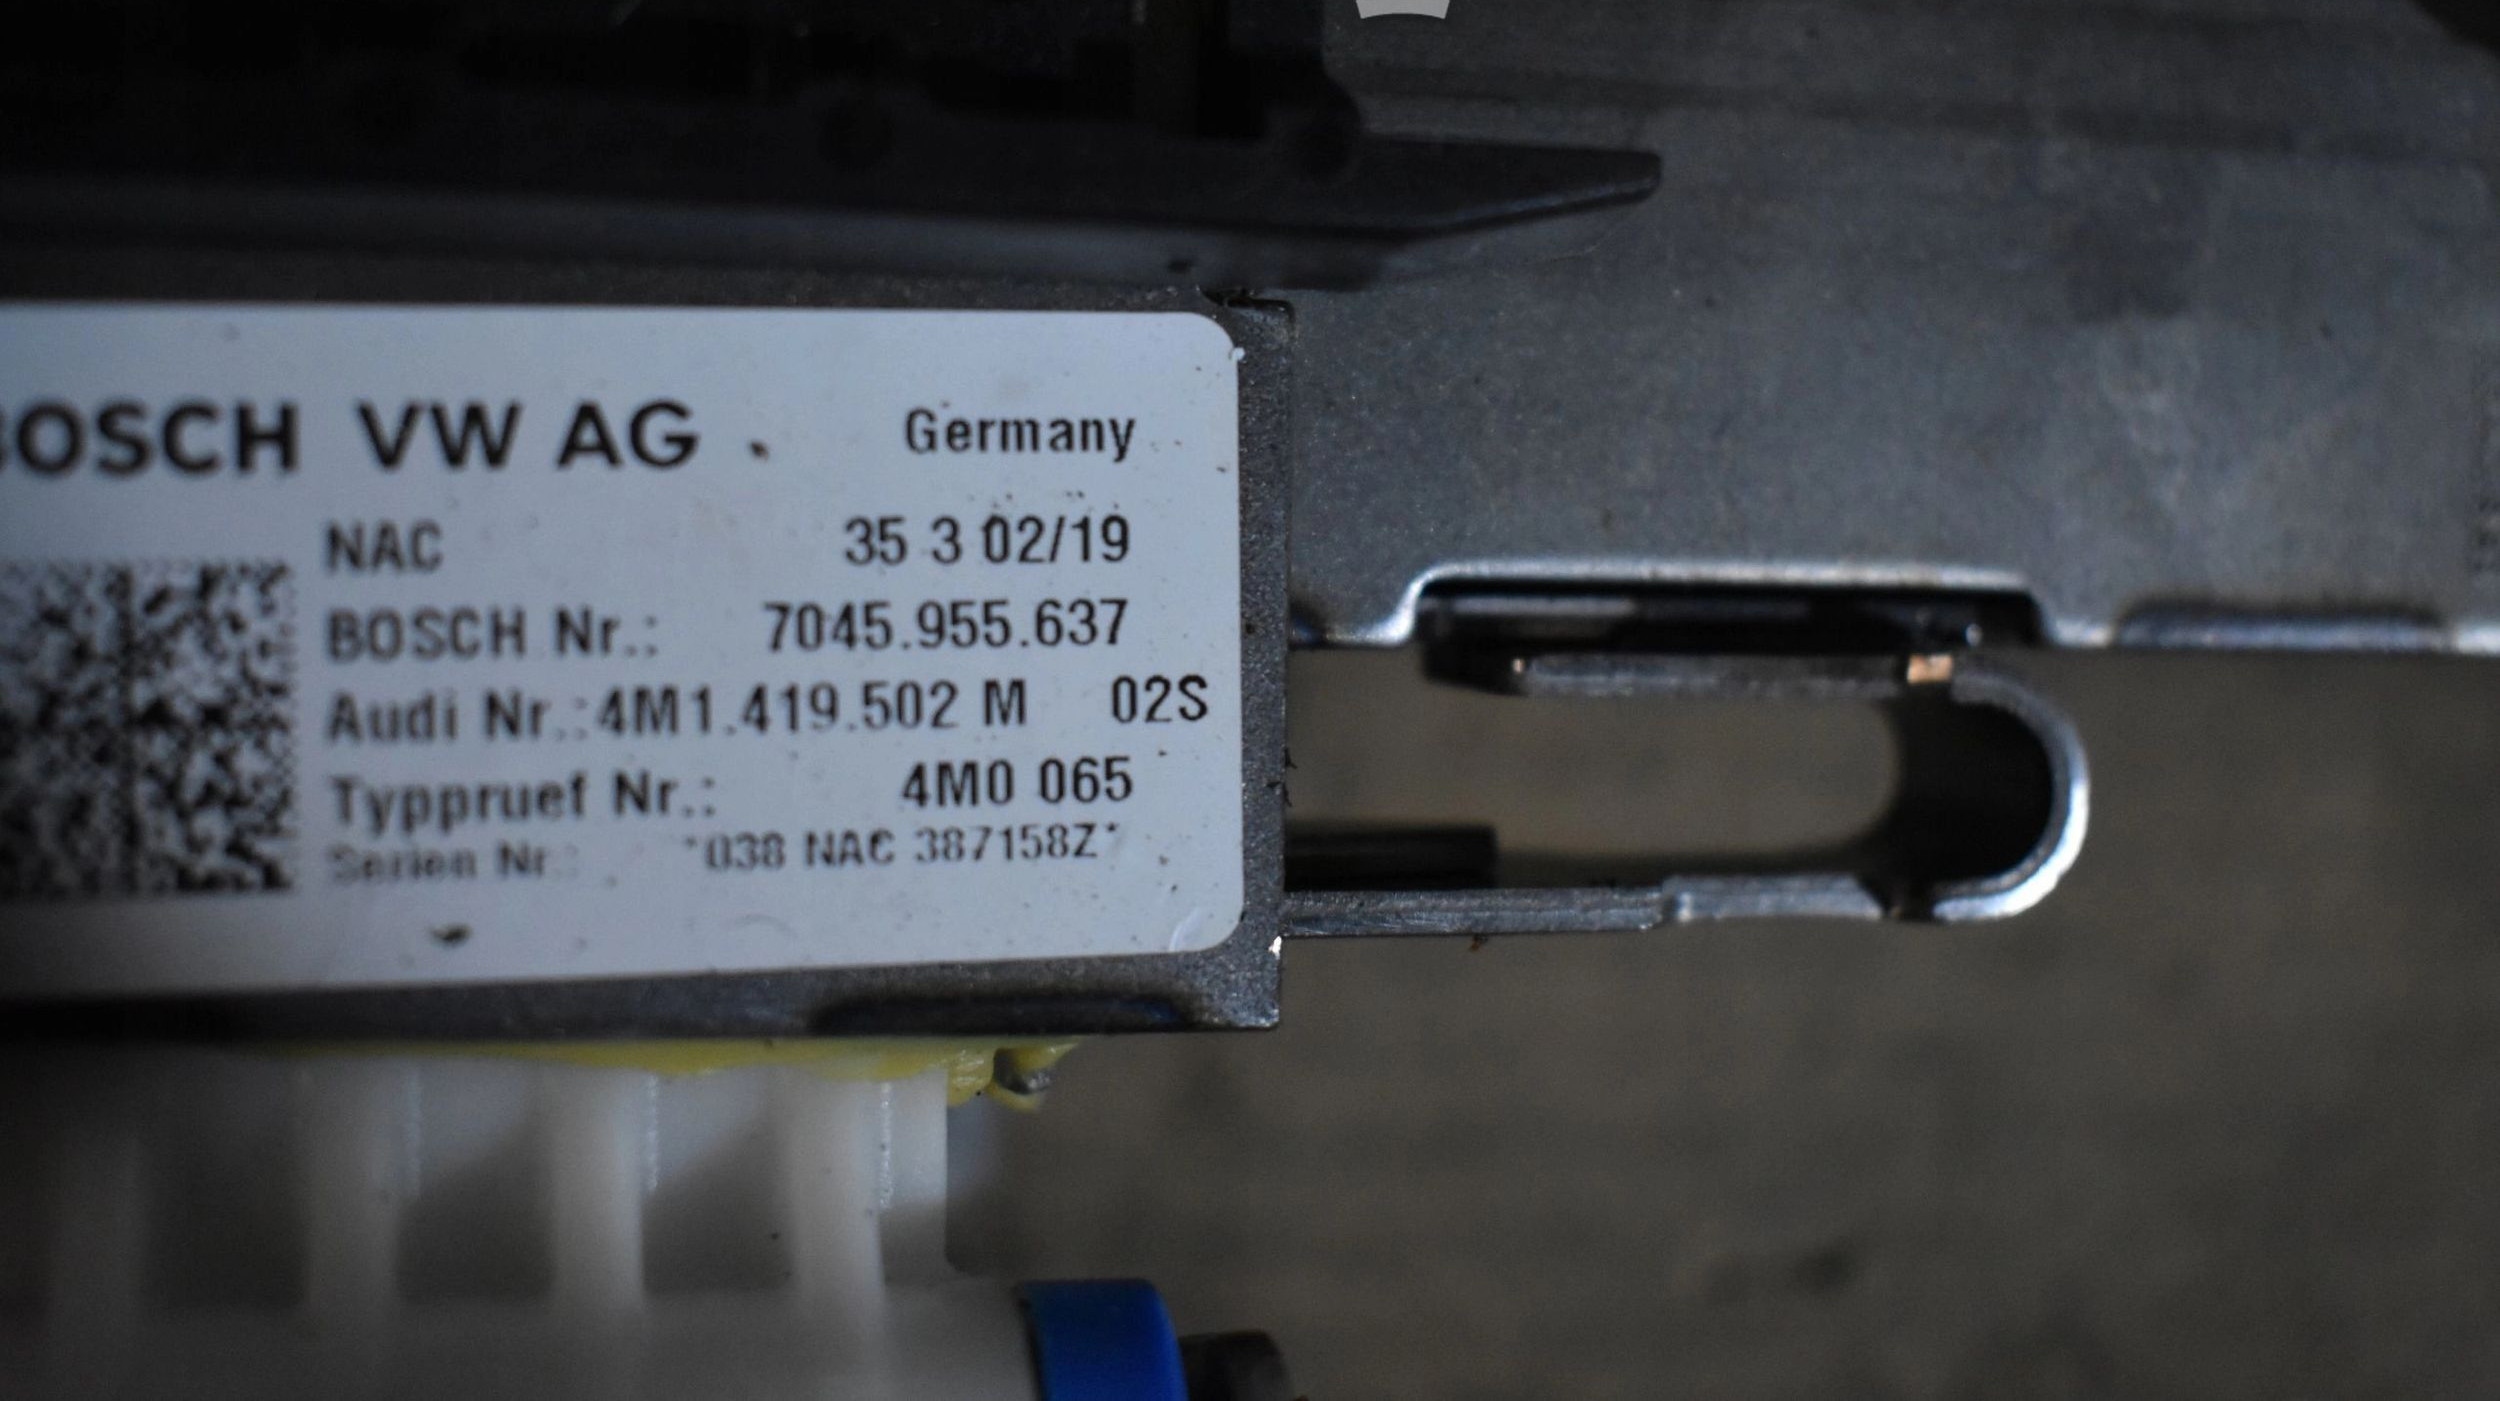 BOSCH VW AG Germany
NAC 35 3 02/19
BOSCH Nr.: 7045.955.637
Audi Nr.:4M1.419.502 M 02S
Typpruef Nr.: 4M0 065
Serien Nr.: *038 NAC 387158Z*